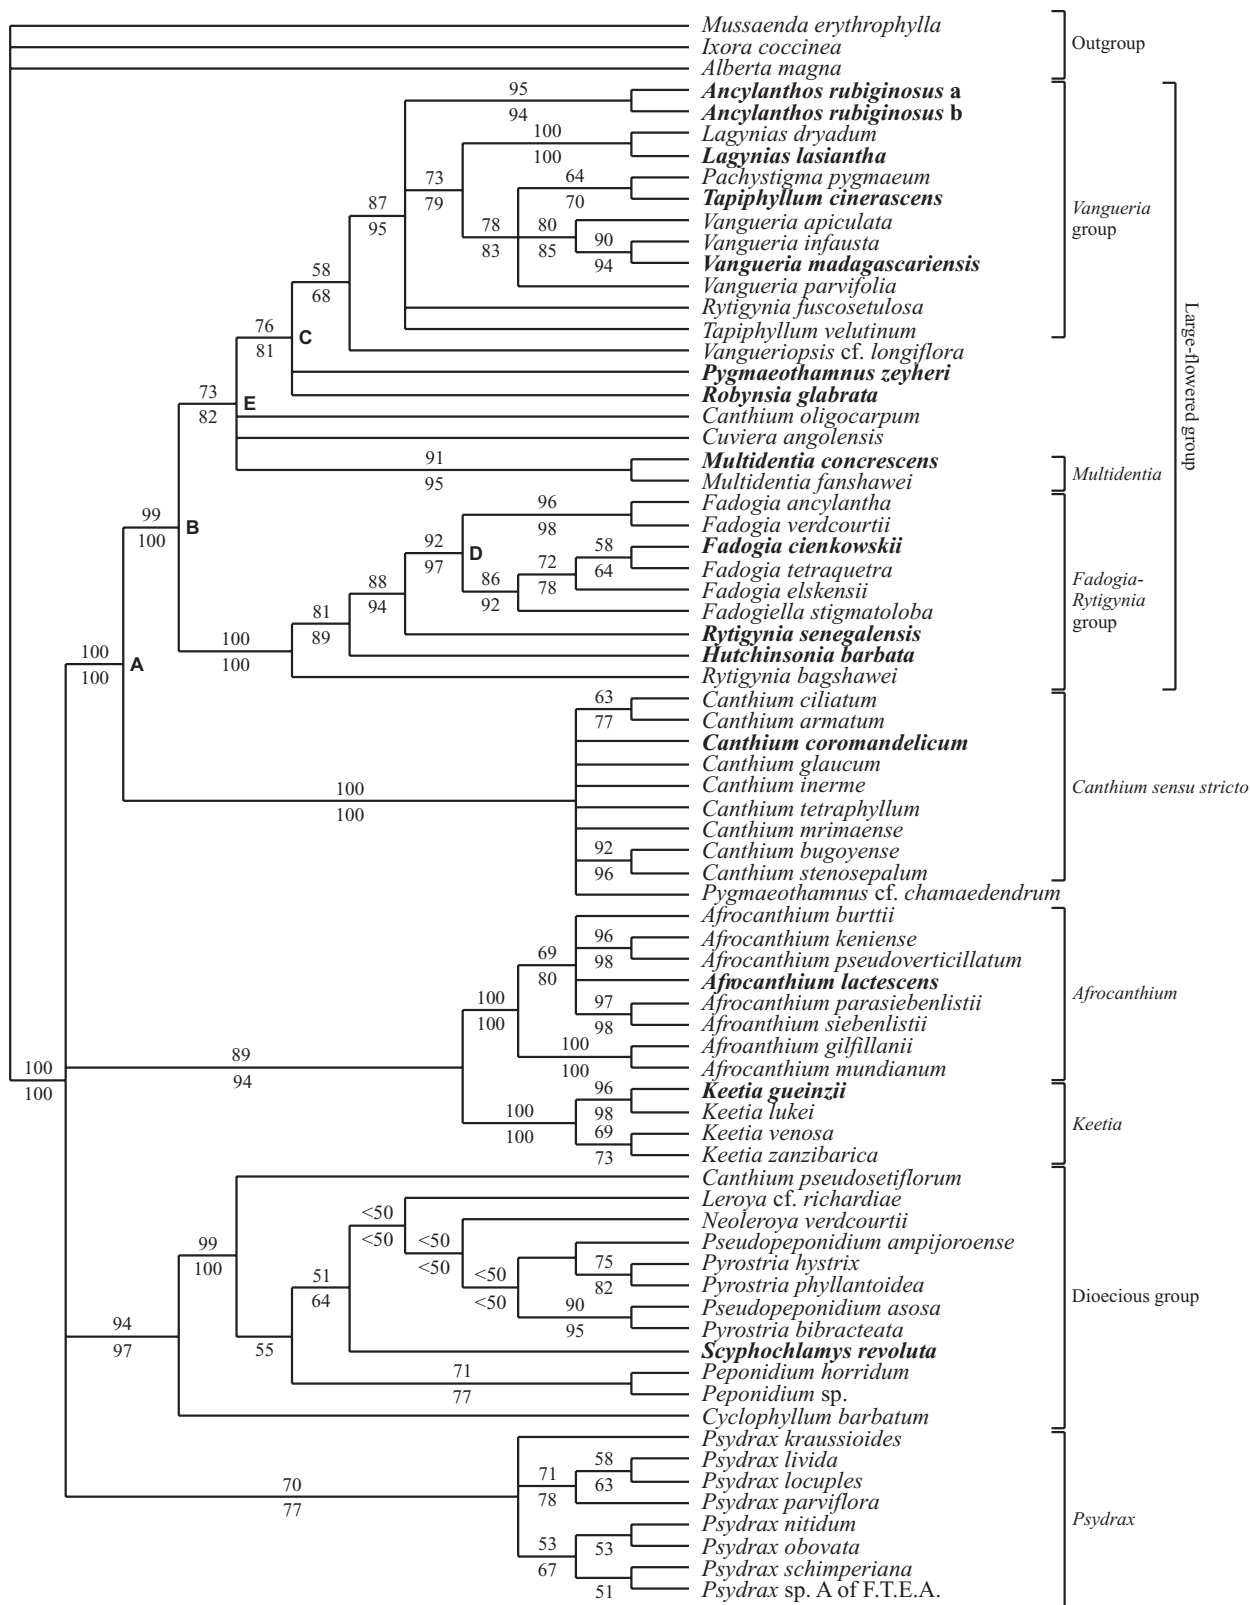 Mussaenda erythrophylla
Ixora coccinea
Alberta magna
Outgroup
95
94
Ancylanthos rubiginosus a
Ancylanthos rubiginosus b
100
100
Lagynias dryadum
Lagynias lasiantha
73
79
64
70
Pachystigma pygmaeum
Tapiphyllum cinerascens
87
95
78
83
80
85
Vangueria apiculata
90
94
Vangueria infausta
Vangueria madagascariensis
Vangueria parvifolia
58
68
Rytigynia fuscosetulosa
Tapiphyllum velutinum
Vangueria
group
76
81
C
Vangueriopsis cf. longiflora
Pygmaeothamnus zeyheri
Robynsia glabrata
73
82
E
Canthium oligocarpum
Cuviera angolensis
91
95
Multidentia concrescens
Multidentia fanshawei
Multidentia
Large-flowered group
99
100
B
96
98
Fadogia ancylantha
Fadogia verdcourtii
92
97
D
58
64
Fadogia cienkowskii
Fadogia tetraquetra
72
78
Fadogia elskensii
86
92
Fadogiella stigmatoloba
88
94
Rytigynia senegalensis
81
89
Hutchinsonia barbata
100
100
Rytigynia bagshawei
Fadogia-
Rytigynia
group
100
100
A
63
77
Canthium ciliatum
Canthium armatum
Canthium coromandelicum
Canthium glaucum
Canthium inerme
100
100
Canthium tetraphyllum
Canthium mrimaense
92
96
Canthium bugoyense
Canthium stenosepalum
Canthium sensu stricto
Pygmaeothamnus cf. chamaedendrum
Afrocanthium burttii
96
98
Afrocanthium keniense
Afrocanthium pseudoverticillatum
69
80
Afrocanthium lactescens
97
98
Afrocanthium parasiebenlistii
Afroanthium siebenlistii
100
100
100
100
Afroanthium gilfillanii
Afrocanthium mundianum
Afrocanthium
100
100
89
94
96
98
Keetia gueinzii
Keetia lukei
100
100
69
73
Keetia venosa
Keetia zanzibarica
Keetia
Canthium pseudosetiflorum
Leroya cf. richardiae
<50
<50
Neoleroya verdcourtii
<50
<50
Pseudopeponidium ampijoroense
99
100
75
82
Pyrostria hystrix
Pyrostria phyllantoidea
<50
<50
51
64
90
95
Pseudopeponidium asosa
Pyrostria bibracteata
94
97
55
Scyphochlamys revoluta
71
77
Peponidium horridum
Peponidium sp.
Cyclophyllum barbatum
Dioecious group
Psydrax kraussioides
58
63
Psydrax livida
Psydrax locuples
71
78
Psydrax parviflora
70
77
53
Psydrax nitidum
Psydrax obovata
53
67
51
Psydrax schimperiana
Psydrax sp. A of F.T.E.A.
Psydrax